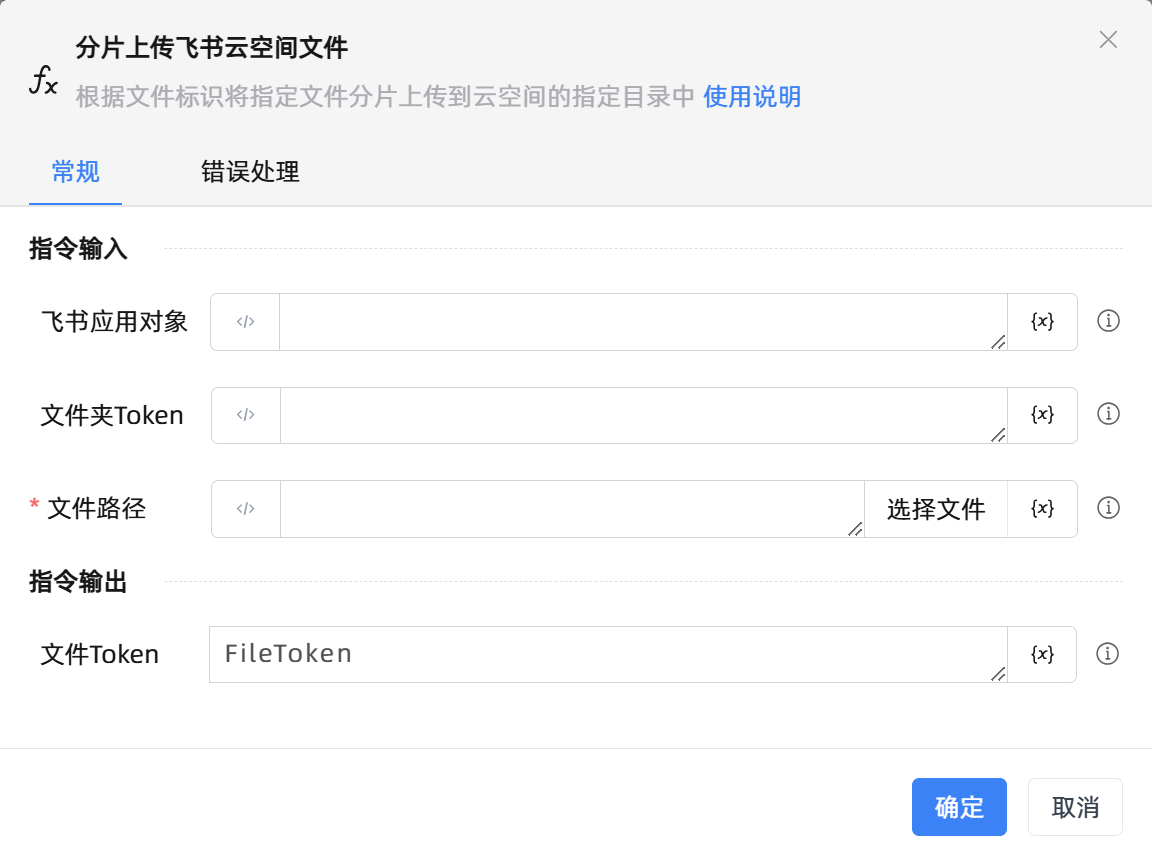 分片上传飞书云空间文件
fx
根据文件标识将指定文件分片上传到云空间的指定目录中 使用说明
常规 错误处理
指令输入
飞书应用对象 </> {x}
文件夹Token </> {x}
* 文件路径 </> 选择文件 {x}
指令输出
文件Token FileToken {x}
确定 取消